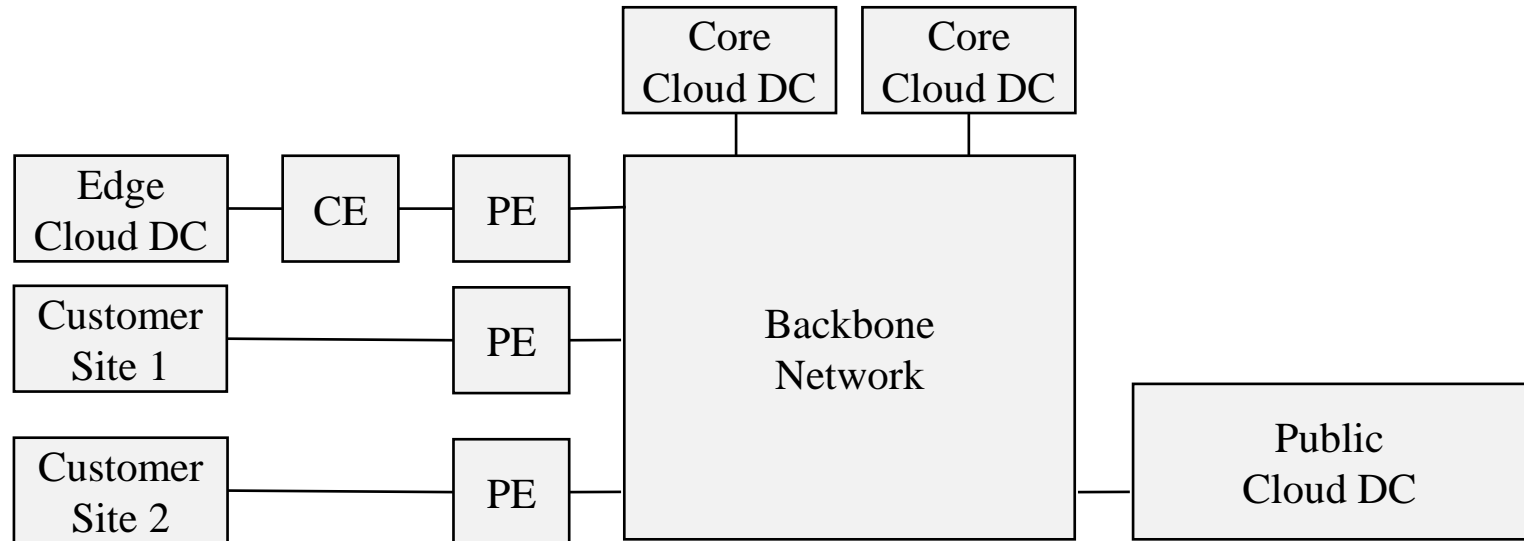 Core
Cloud DC
Core
Cloud DC
Edge
Cloud DC
CE
PE
Customer
Site 1
PE
Backbone
Network
Customer
Site 2
PE
Public
Cloud DC